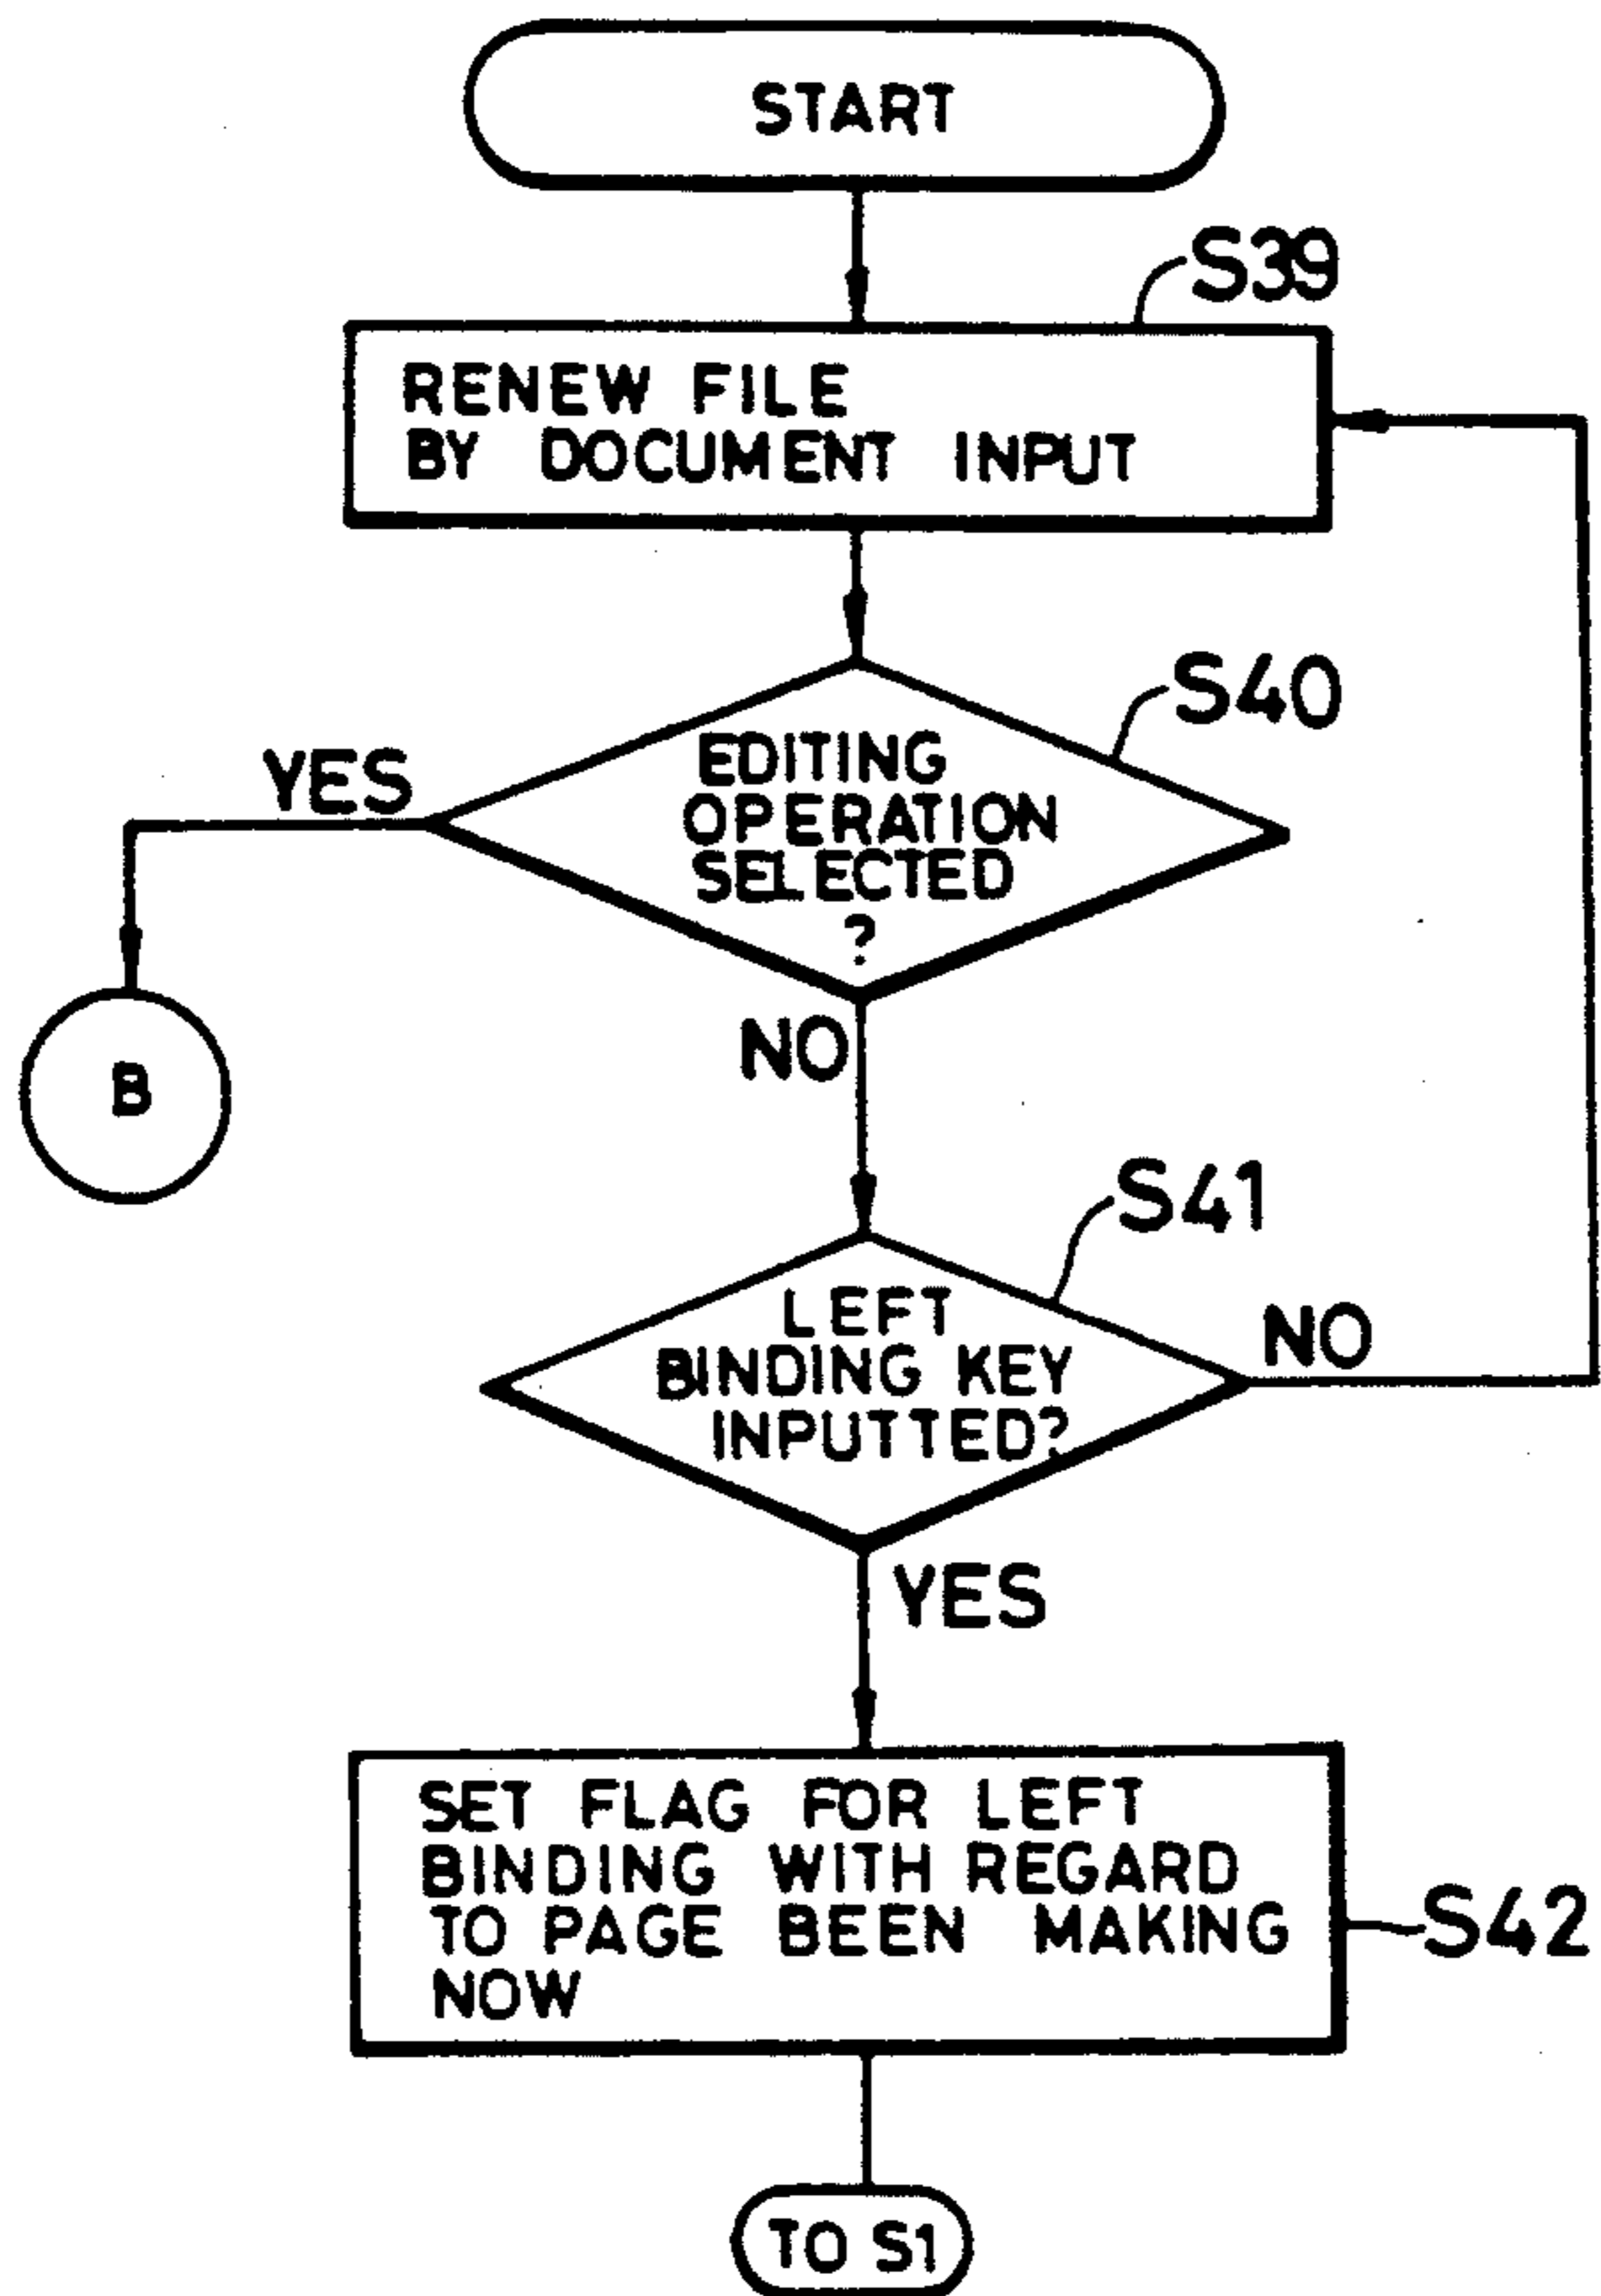 START
S39
RENEW FILE
BY DOCUMENT INPUT
S40
YES
EDITING
OPERATION
SELECTED
?
NO
B
S41
LEFT
BINDING KEY
INPUTTED?
NO
YES
SET FLAG FOR LEFT
BINDING WITH REGARD
TO PAGE BEEN MAKING
NOW
S42
TO S1